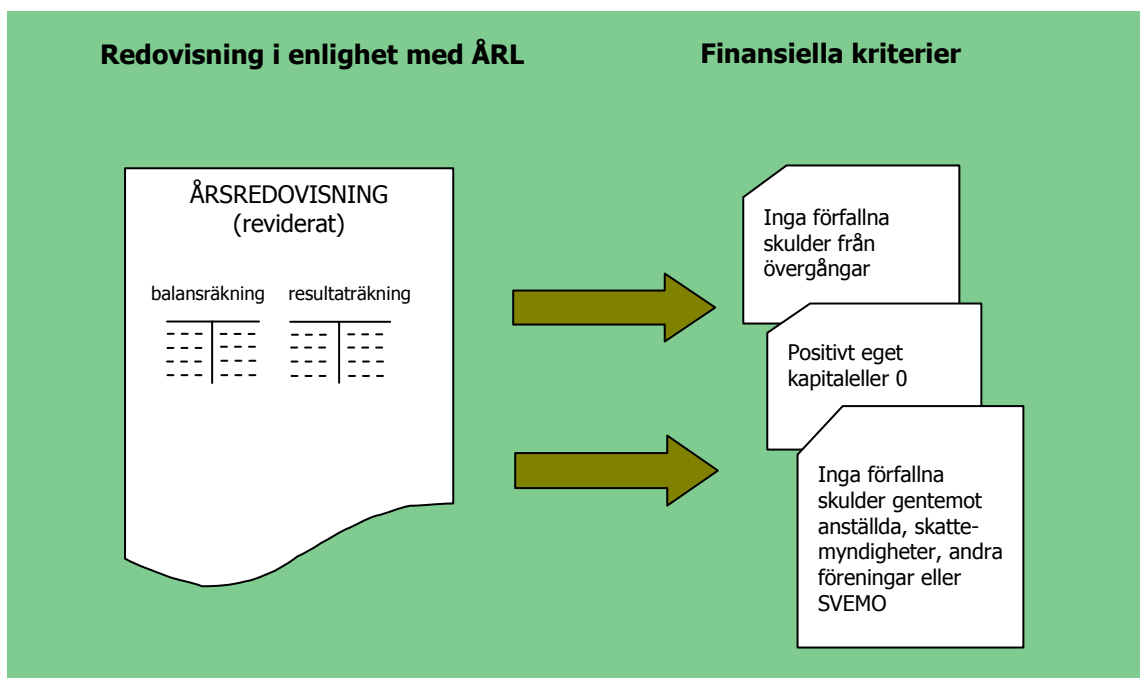 Redovisning i enlighet med ÅRL
Finansiella kriterier
ÅRSREDOVISNING
(reviderat)
balansräkning
resultaträkning
Inga förfallna
skulder från
övergångar
Positivt eget
kapitaleller 0
Inga förfallna
skulder gentemot
anställda, skatte-
myndigheter, andra
föreningar eller
SVEMO